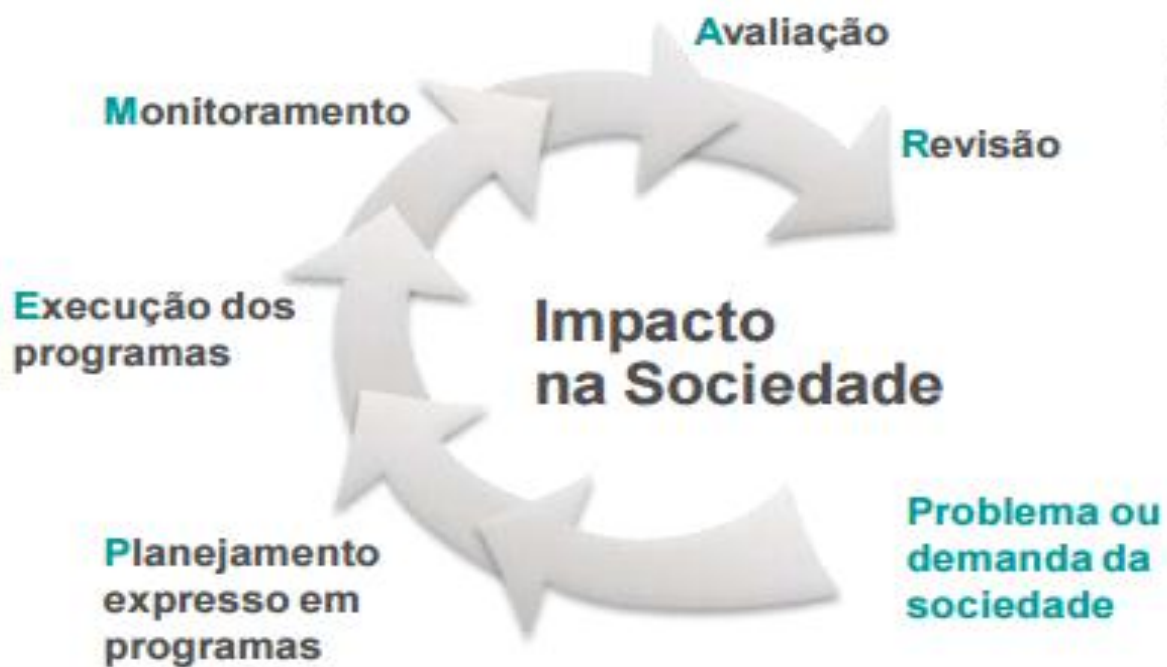 Avaliação
Monitoramento
Revisão
Execução dos
programas
Impacto
na Sociedade
Planejamento
expresso em
programas
Problema ou
demanda da
sociedade